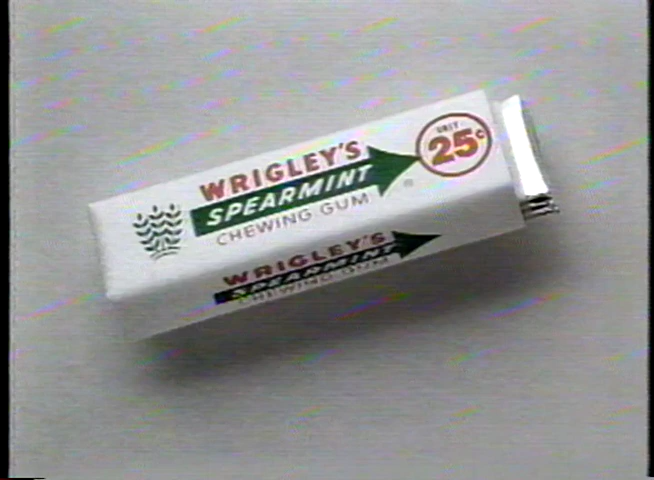 WRIGLEY'S
SPEARMINT
CHEWING GUM
ONLY
25¢
®
WRIGLEY'S
SPEARMINT
CHEWING GUM